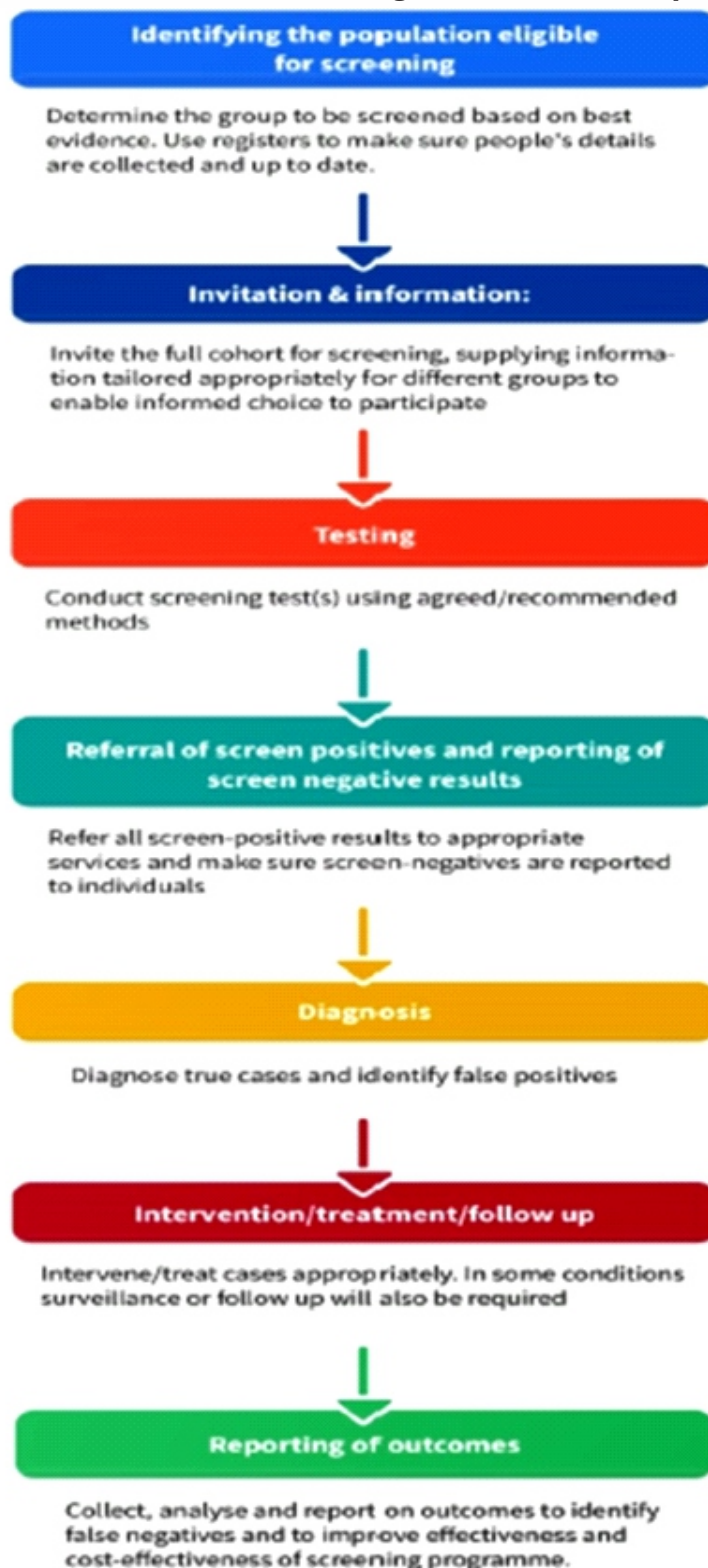 Identifying the population eligible
for screening
Determine the group to be screened based on best
evidence. Use registers to make sure people's details
are collected and up to date.
Invitation & information:
Invite the full cohort for screening, supplying informa-
tion tailored appropriately for different groups to
enable informed choice to participate
Testing
Conduct screening test(s) using agreed/recommended
methods
Referral of screen positives and reporting of
screen negative results
Refer all screen-positive results to appropriate
services and make sure screen-negatives are reported
to individuals
Diagnosis
Diagnose true cases and identify false positives
Intervention/treatment/follow up
Intervene/treat cases appropriately. In some conditions
surveillance or follow up will also be required
Reporting of outcomes
Collect, analyse and report on outcomes to identify
false negatives and to improve effectiveness and
cost-effectiveness of screening programme.